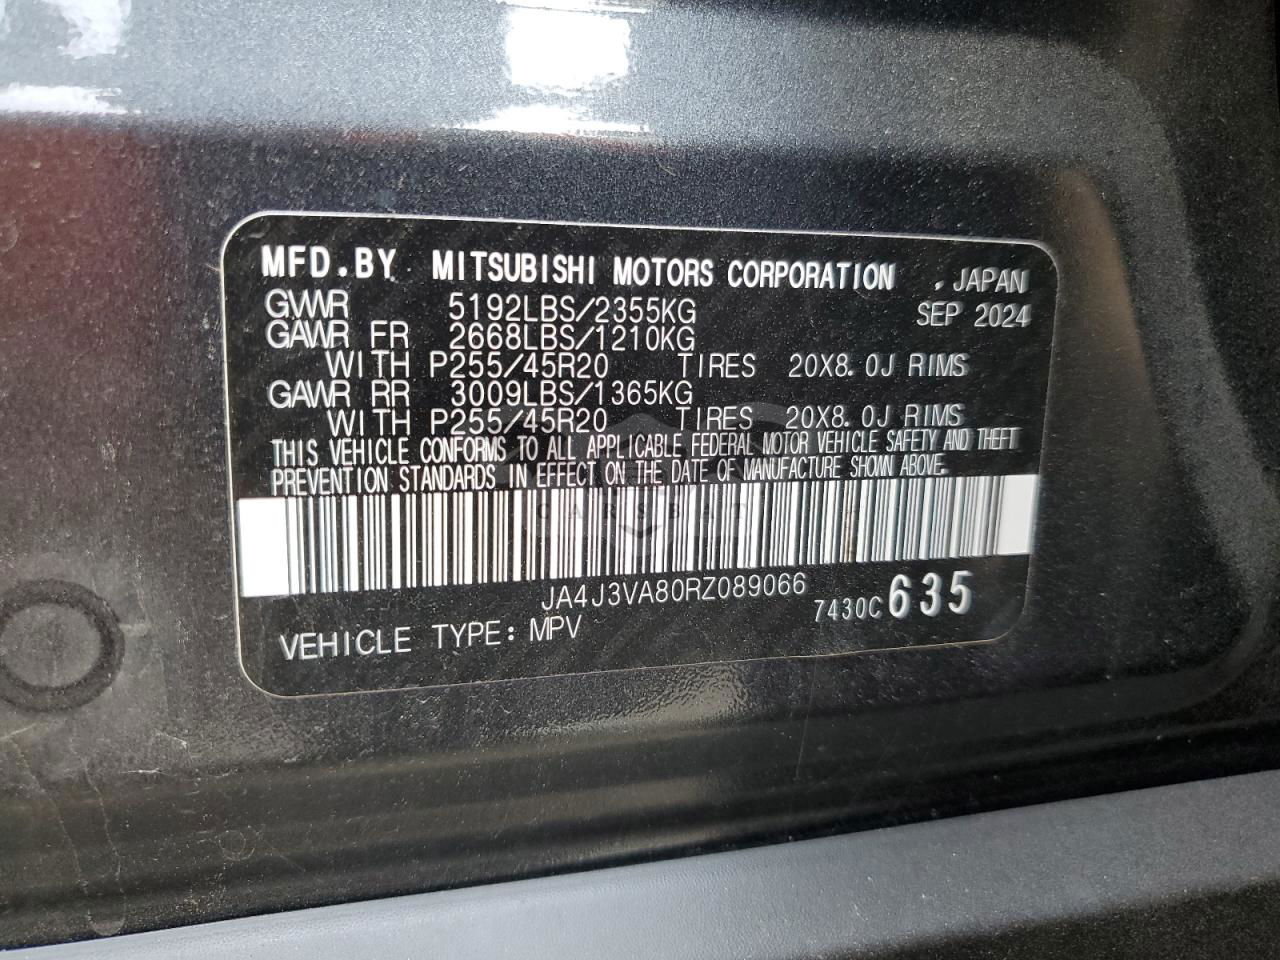 MFD.BY MITSUBISHI MOTORS CORPORATION , JAPAN
GVWR 5192LBS/2355KG SEP 2024
GAWR FR 2668LBS/1210KG
WITH P255/45R20 TIRES 20X8.0J RIMS
GAWR RR 3009LBS/1365KG
WITH P255/45R20 TIRES 20X8.0J RIMS
THIS VEHICLE CONFORMS TO ALL APPLICABLE FEDERAL MOTOR VEHICLE SAFETY AND THEFT
PREVENTION STANDARDS IN EFFECT ON THE DATE OF MANUFACTURE SHOWN ABOVE.
JA4J3VA80RZ089066
7430C 635
VEHICLE TYPE: MPV